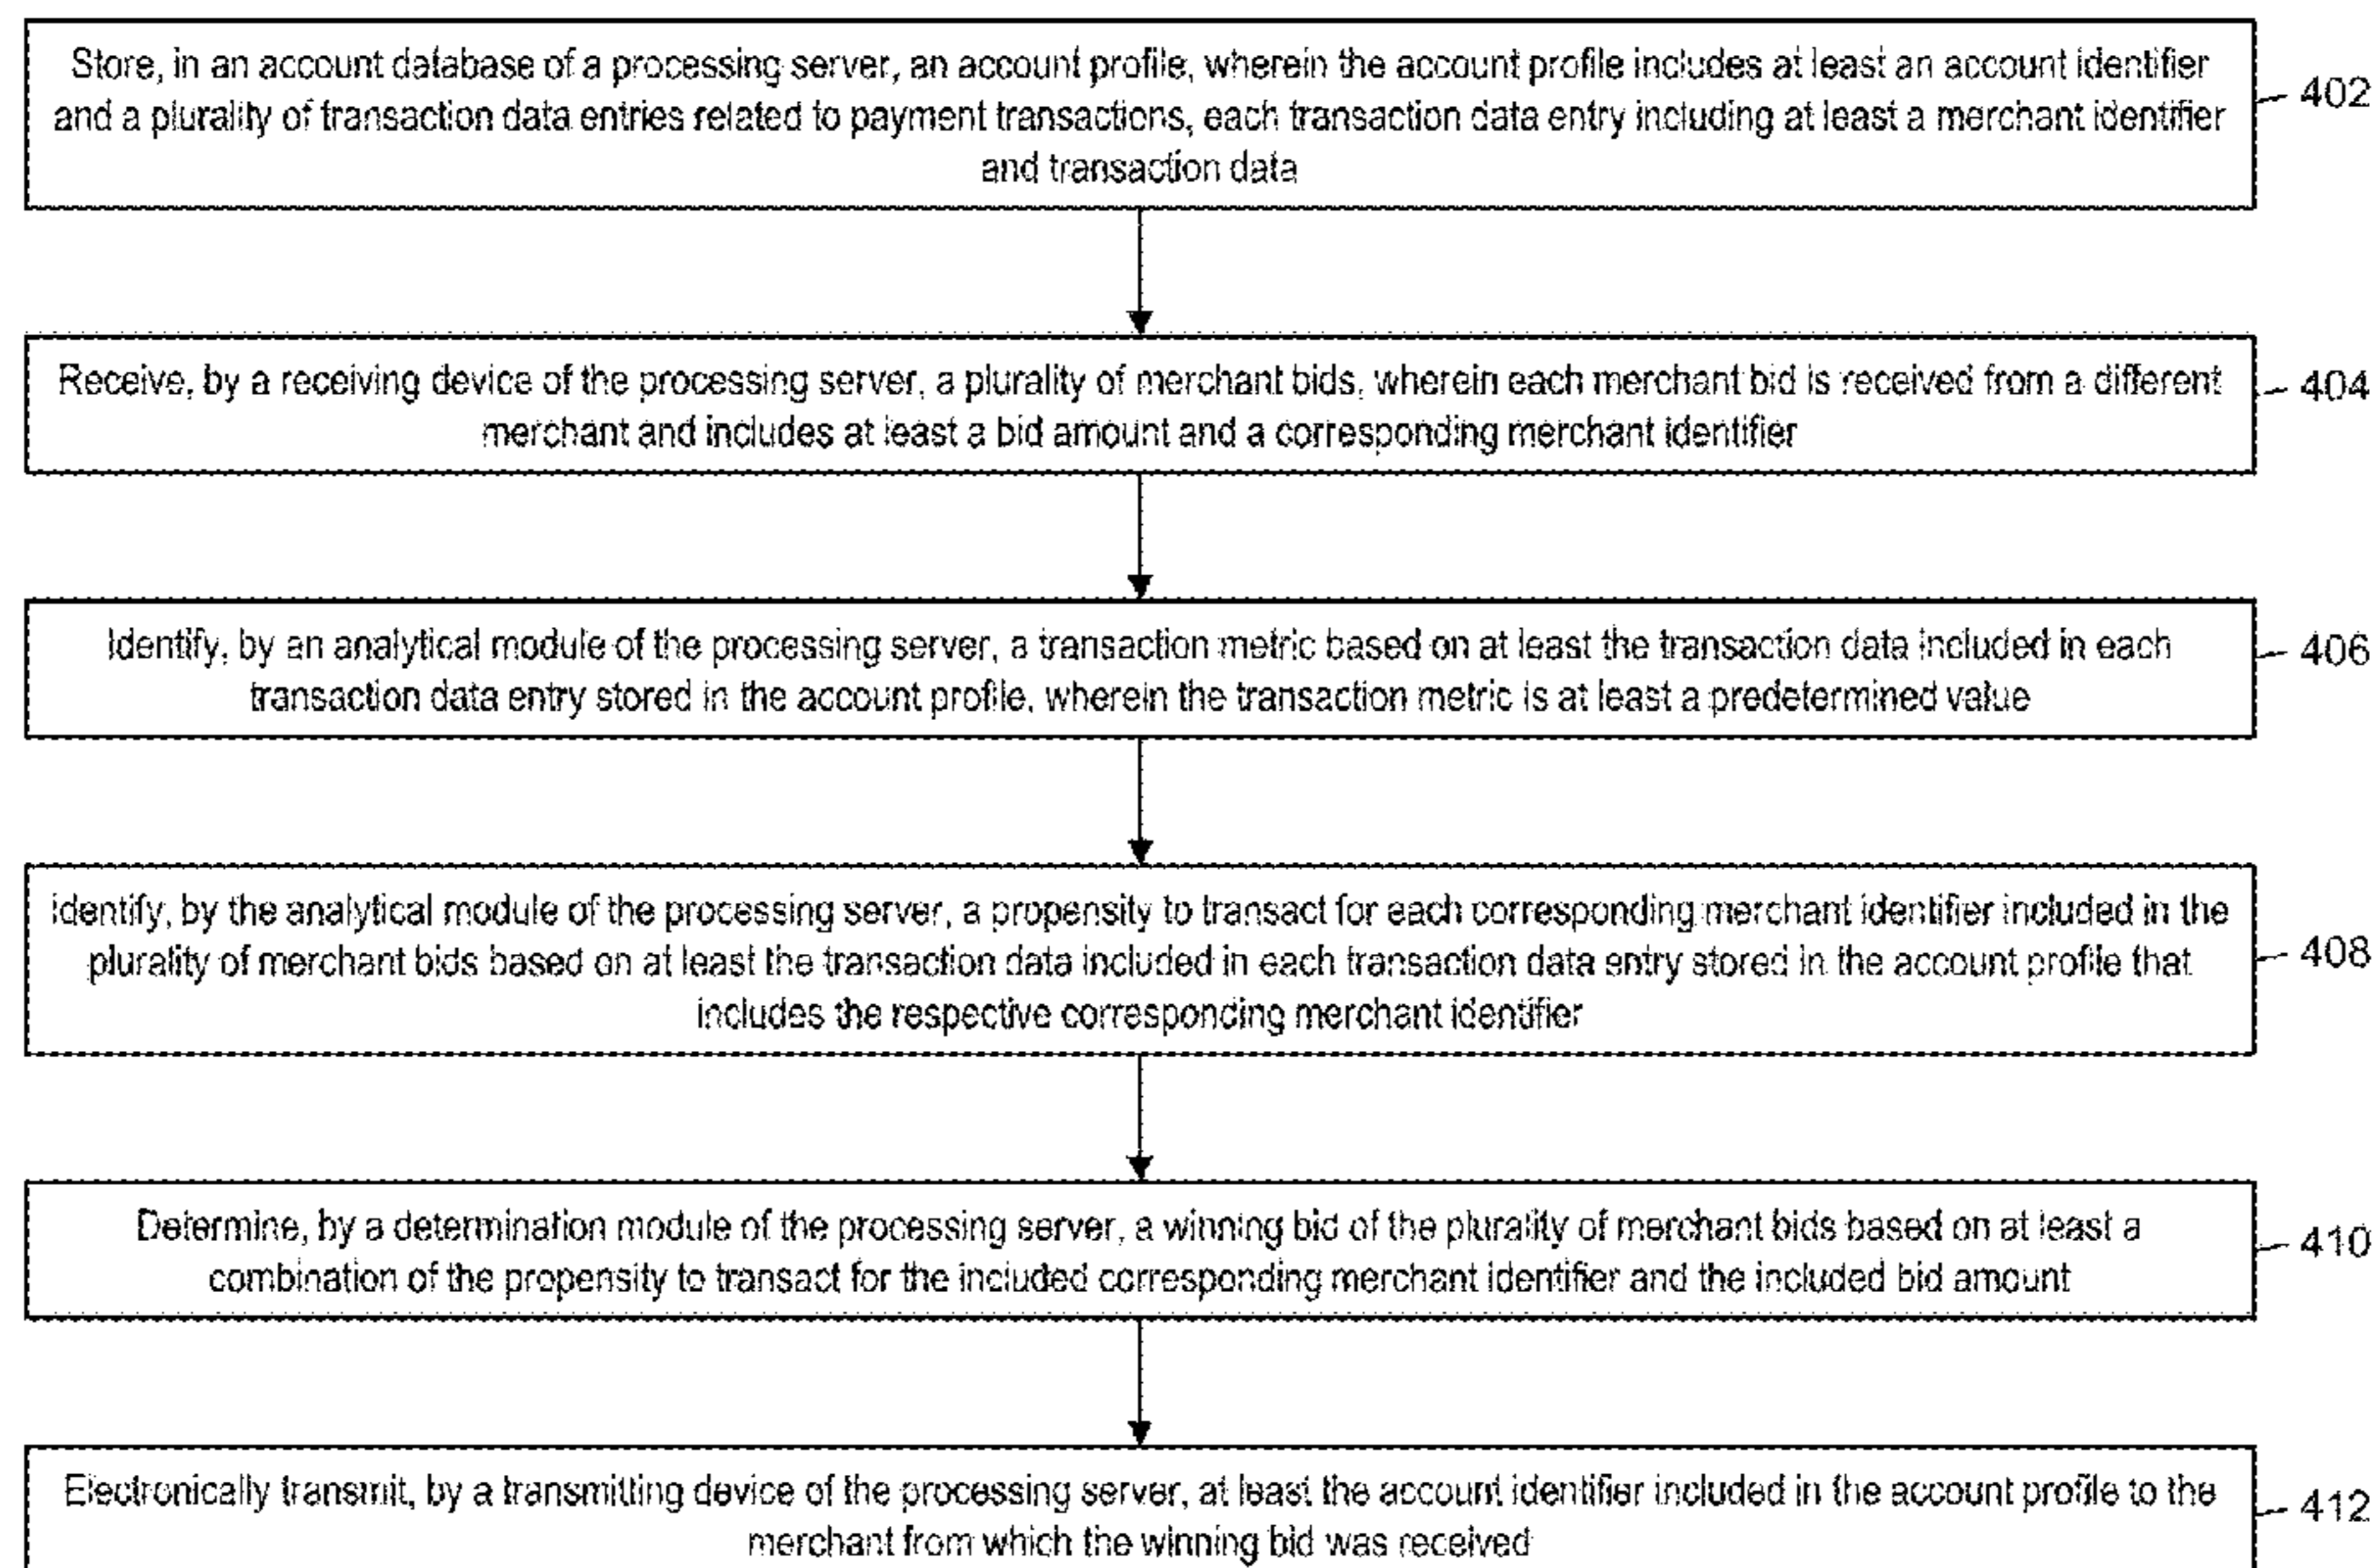 Store, in an account database of a processing server, an account profile, wherein the account profile includes at least an account identifier
and a plurality of transaction data entries related to payment transactions, each transaction data entry including at least a merchant identifier
and transaction data
402
Receive, by a receiving device of the processing server, a plurality of merchant bids, wherein each merchant bid is received from a different
merchant and includes at least a bid amount and a corresponding merchant identifier
404
Identify, by an analytical module of the processing server, a transaction metric based on at least the transaction data included in each
transaction data entry stored in the account profile, wherein the transaction metric is at least a predetermined value
406
Identify, by the analytical module of the processing server, a propensity to transact for each corresponding merchant identifier included in the
plurality of merchant bids based on at least the transaction data included in each transaction data entry stored in the account profile that
includes the respective corresponding merchant identifier
408
Determine, by a determination module of the processing server, a winning bid of the plurality of merchant bids based on at least a
combination of the propensity to transact for the included corresponding merchant identifier and the included bid amount
410
Electronically transmit, by a transmitting device of the processing server, at least the account identifier included in the account profile to the
merchant from which the winning bid was received
412